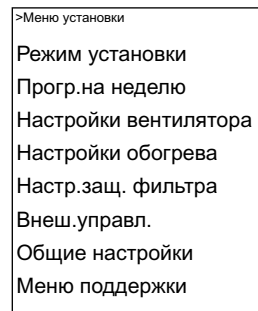 >Меню установки
Режим установки
Прогр.на неделю
Настройки вентилятора
Настройки обогрева
Настр.защ. фильтра
Внеш.управл.
Общие настройки
Меню поддержки